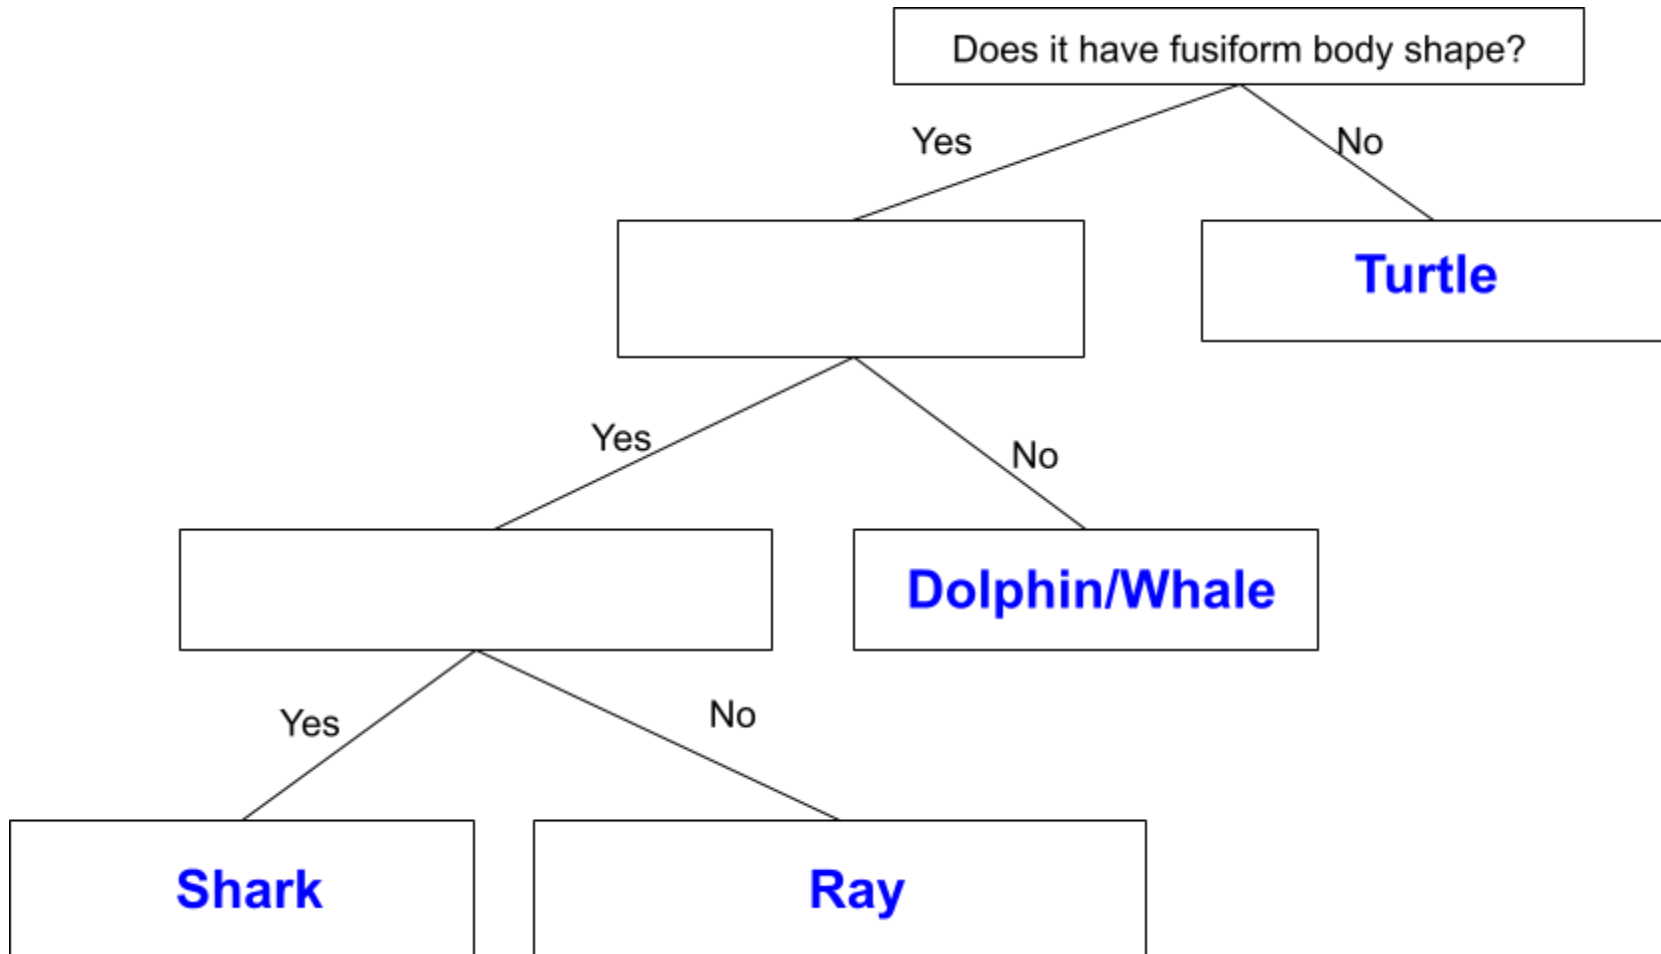 Does it have fusiform body shape?
Yes
No
Turtle
Yes
No
Dolphin/Whale
Yes
No
Shark
Ray